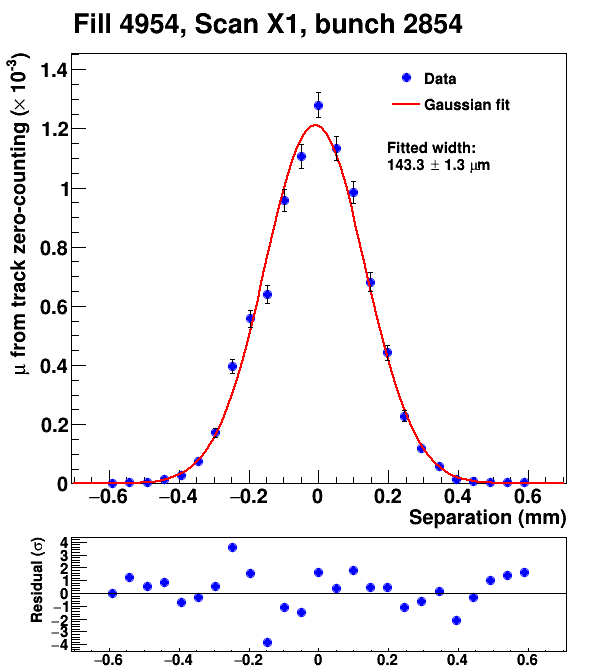 Fill 4954, Scan X1, bunch 2854
μ from track zero-counting (× 10⁻³)
1.4
1.2
1
0.8
0.6
0.4
0.2
0
Data
Gaussian fit
Fitted width:
143.3 ± 1.3 μm
−0.6 −0.4 −0.2 0 0.2 0.4 0.6
Separation (mm)
Residual (σ)
4
3
2
1
0
−1
−2
−3
−4
−0.6 −0.4 −0.2 0 0.2 0.4 0.6